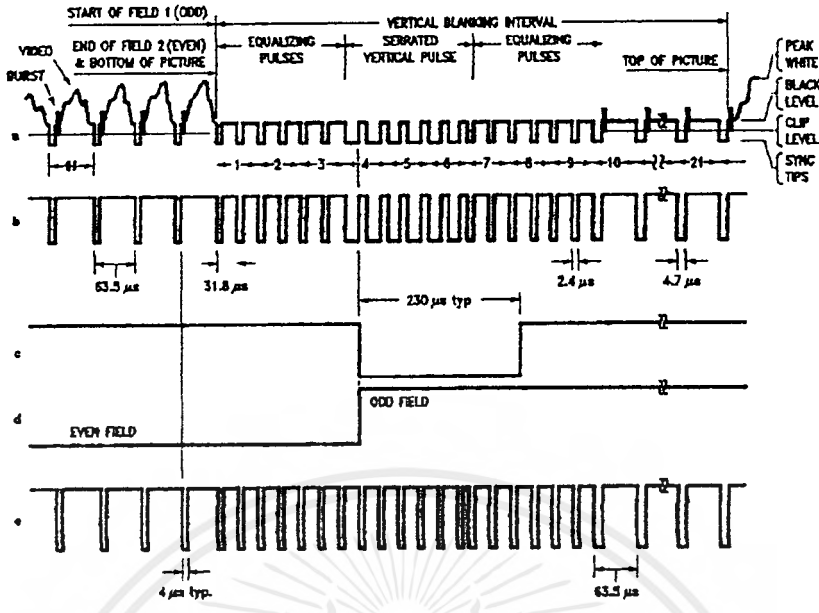 START OF FIELD 1 (ODD)
VERTICAL BLANKING INTERVAL
VIDEO
BURST
END OF FIELD 2 (EVEN)
& BOTTOM OF PICTURE
EQUALIZING
PULSES
SERRATED
VERTICAL PULSE
EQUALIZING
PULSES
TOP OF PICTURE
PEAK
WHITE
BLACK
LEVEL
CLIP
LEVEL
SYNC
TIPS
a
1
2
3
4
5
6
7
8
9
10
21
b
63.5 µs
31.8 µs
2.4 µs
4.7 µs
230 µs typ
c
d
ODD FIELD
EVEN FIELD
e
4 µs typ.
63.5 µs